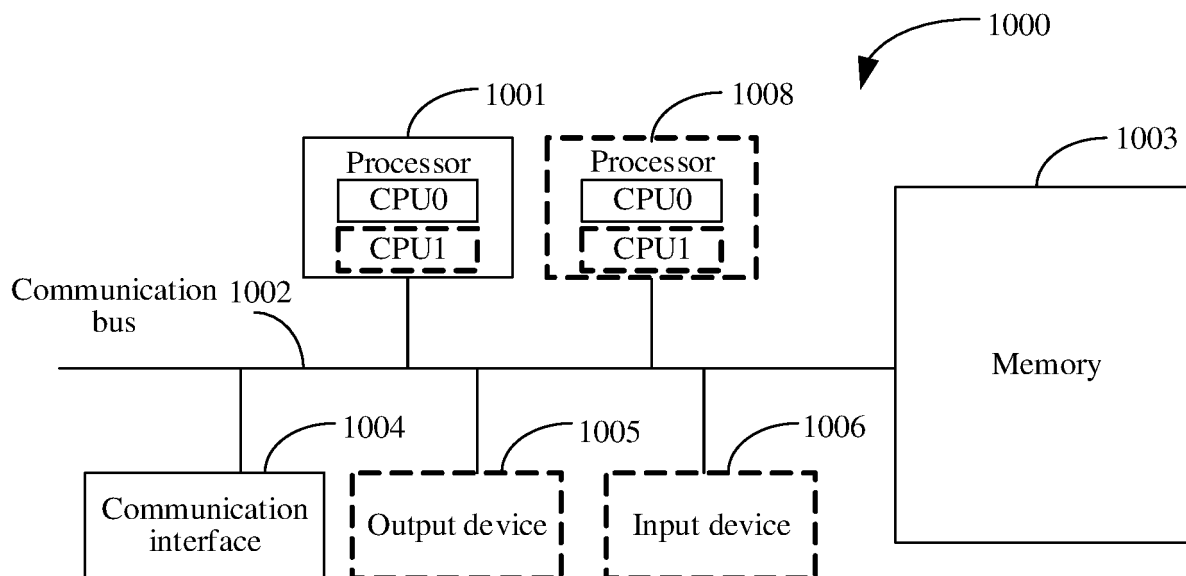 1000
1001
1008
1003
Processor
CPU0
CPU1
Processor
CPU0
CPU1
Communication
bus
1002
Memory
1004
1005
1006
Communication
interface
Output device
Input device